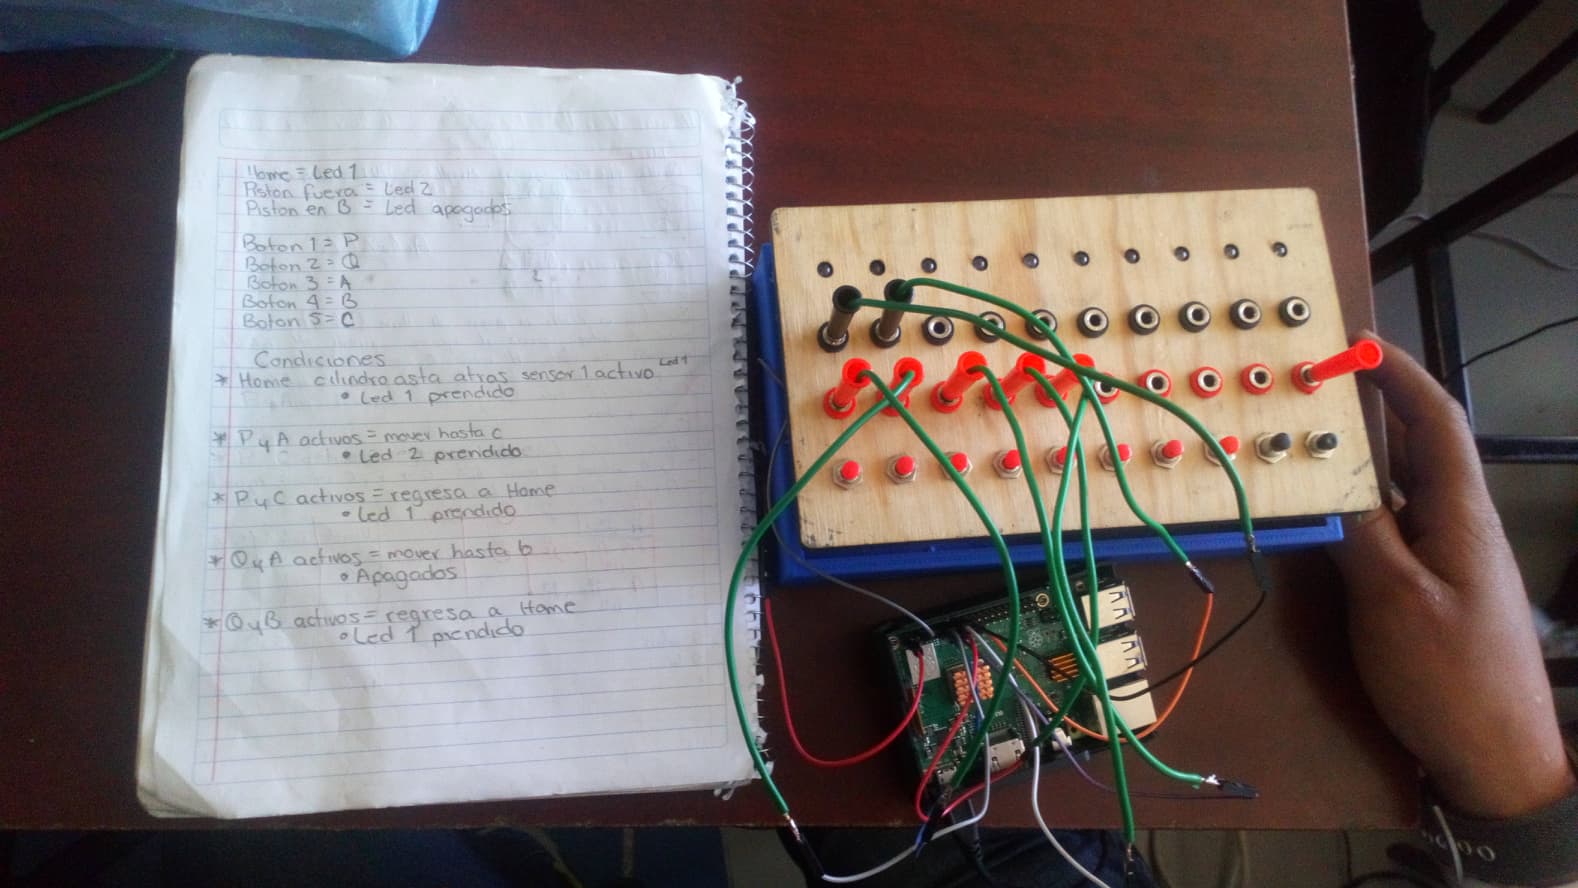 Home = Led 1
Piston fuera = Led 2
Piston en B = Led apagados
Boton 1 = P
Boton 2 = Q
Boton 3 = A
Boton 4 = B
Boton 5 = C
Condiciones
* Home cilindro asta atras sensor 1 activo Led 1
• Led 1 prendido
* P y A activos = mover hasta c
• Led 2 prendido
* P y C activos = regresa a Home
• Led 1 prendido
* Q y A activos = mover hasta b
• Apagados
* Q y B activos = regresa a Home
• Led 1 prendido